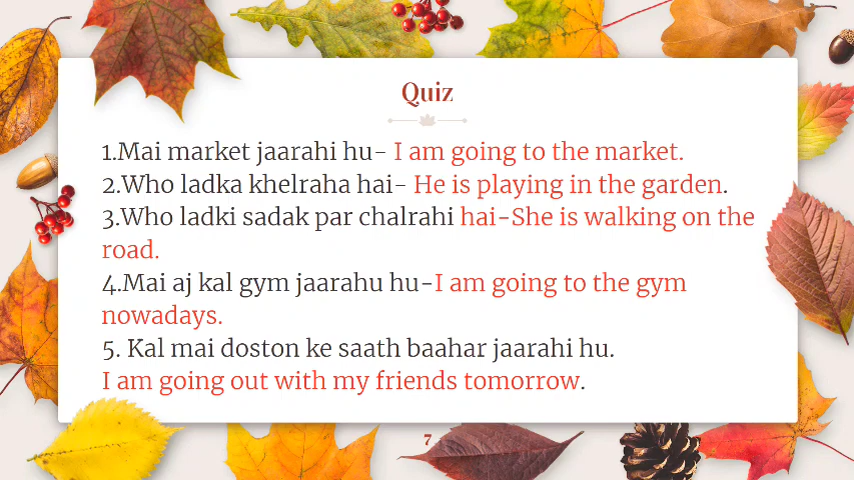 Quiz
1.Mai market jaarahi hu- I am going to the market.
2.Who ladka khelraha hai- He is playing in the garden.
3.Who ladki sadak par chalrahi hai-She is walking on the
road.
4.Mai aj kal gym jaarahu hu-I am going to the gym
nowadays.
5. Kal mai doston ke saath baahar jaarahi hu.
I am going out with my friends tomorrow.
7